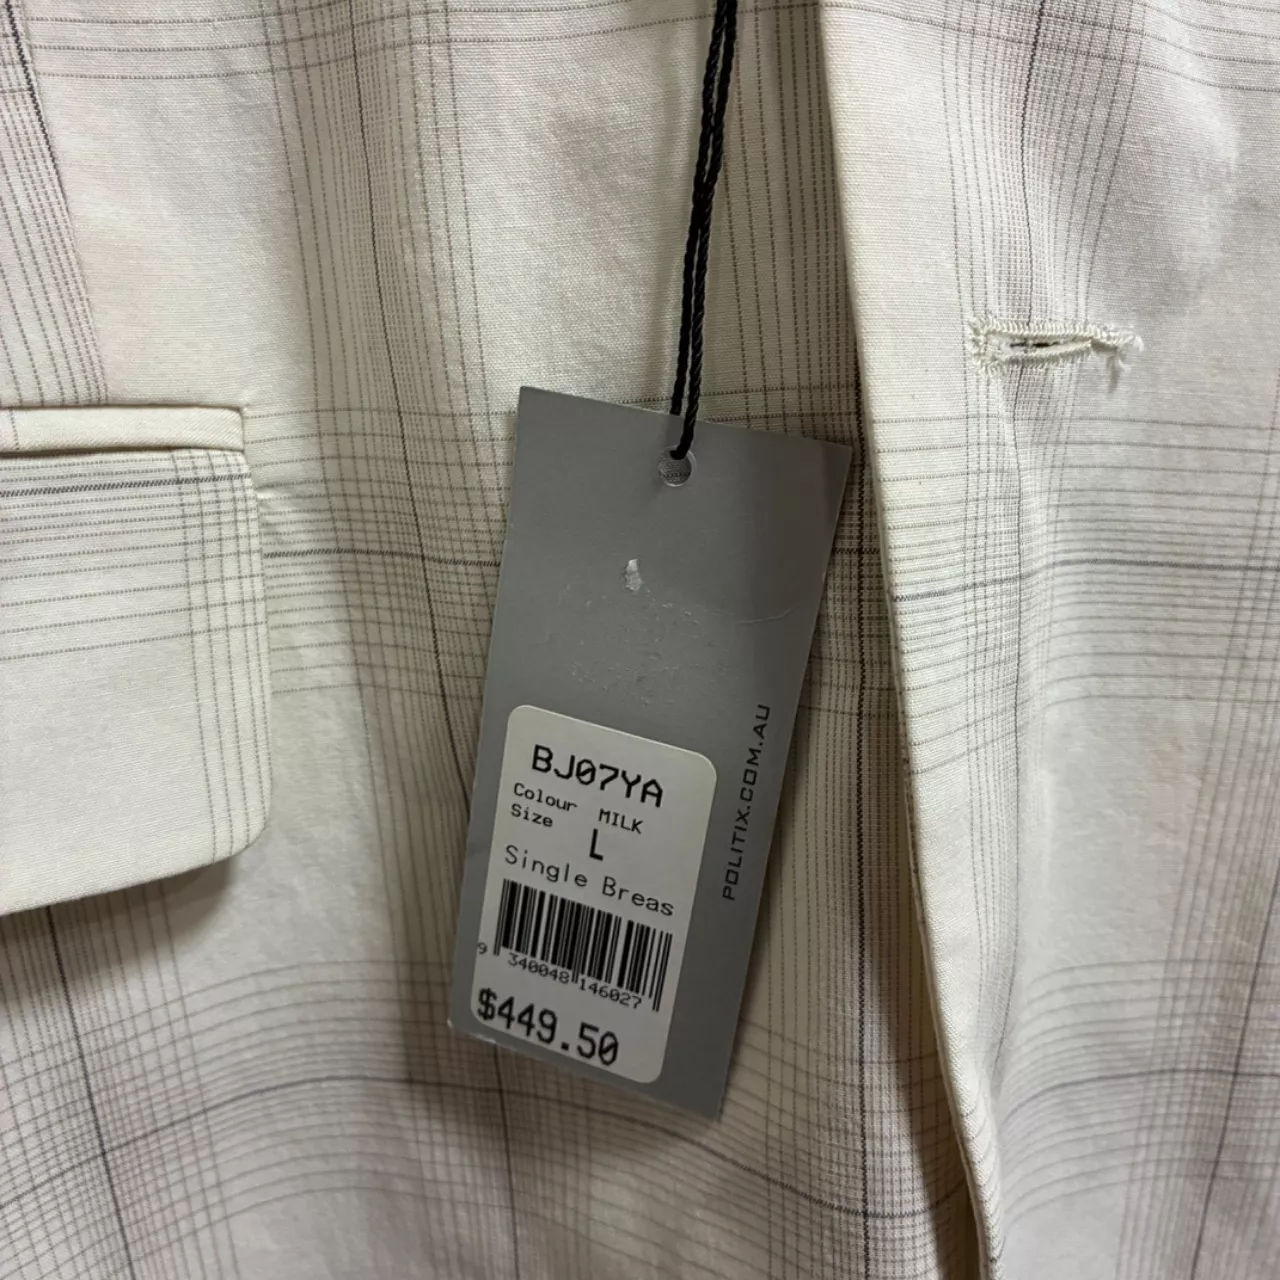 BJ07YA
Colour MILK
Size L
Single Breas
9 340048 146027
$449.50
POLITIX.COM.AU